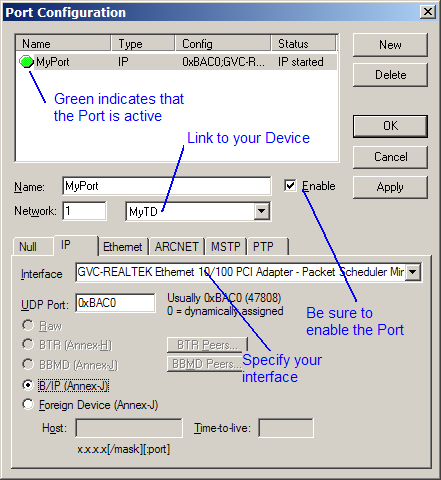 Port Configuration
Name Type Config Status
MyPort IP 0xBAC0;GVC-R... IP started
New
Delete
Green indicates that
the Port is active
Link to your Device
OK
Cancel
Apply
Name: MyPort
Enable
Network: 1 MyTD
Null IP Ethernet ARCNET MSTP PTP
Interface GVC-REALTEK Ethernet 10/100 PCI Adapter - Packet Scheduler Mir
UDP Port: 0xBAC0 Usually 0xBAC0 (47808)
0 = dynamically assigned
Be sure to
enable the Port
Raw
BTR (Annex-H) BTR Peers...
BBMD (Annex-J) BBMD Peers...
Specify your
interface
B/IP (Annex-J)
Foreign Device (Annex-J)
Host: Time-to-live:
x.x.x.x[/mask][:port]